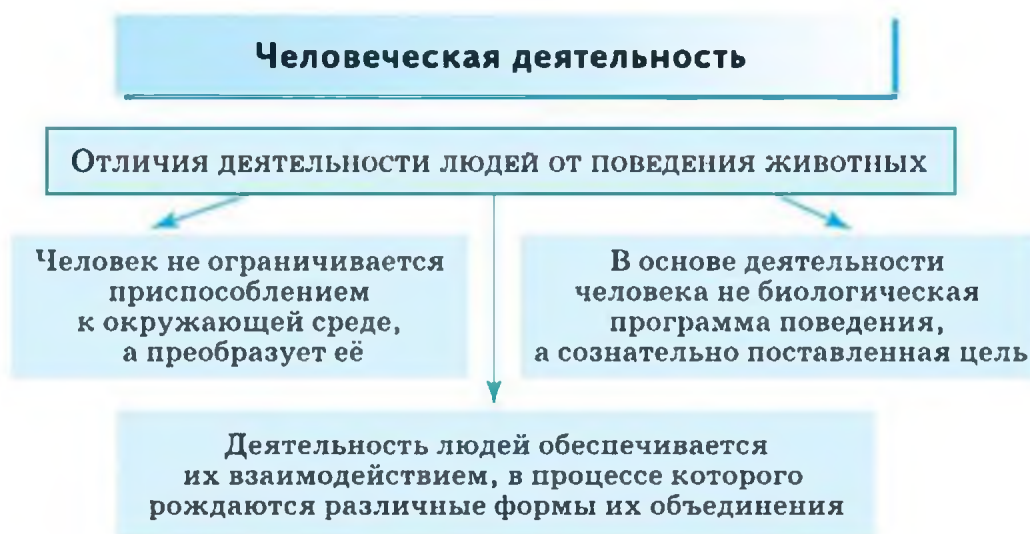 Человеческая деятельность
Отличия деятельности людей от поведения животных
Человек не ограничивается
приспособлением
к окружающей среде,
а преобразует её
В основе деятельности
человека не биологическая
программа поведения,
а сознательно поставленная цель
Деятельность людей обеспечивается
их взаимодействием, в процессе которого
рождаются различные формы их объединения